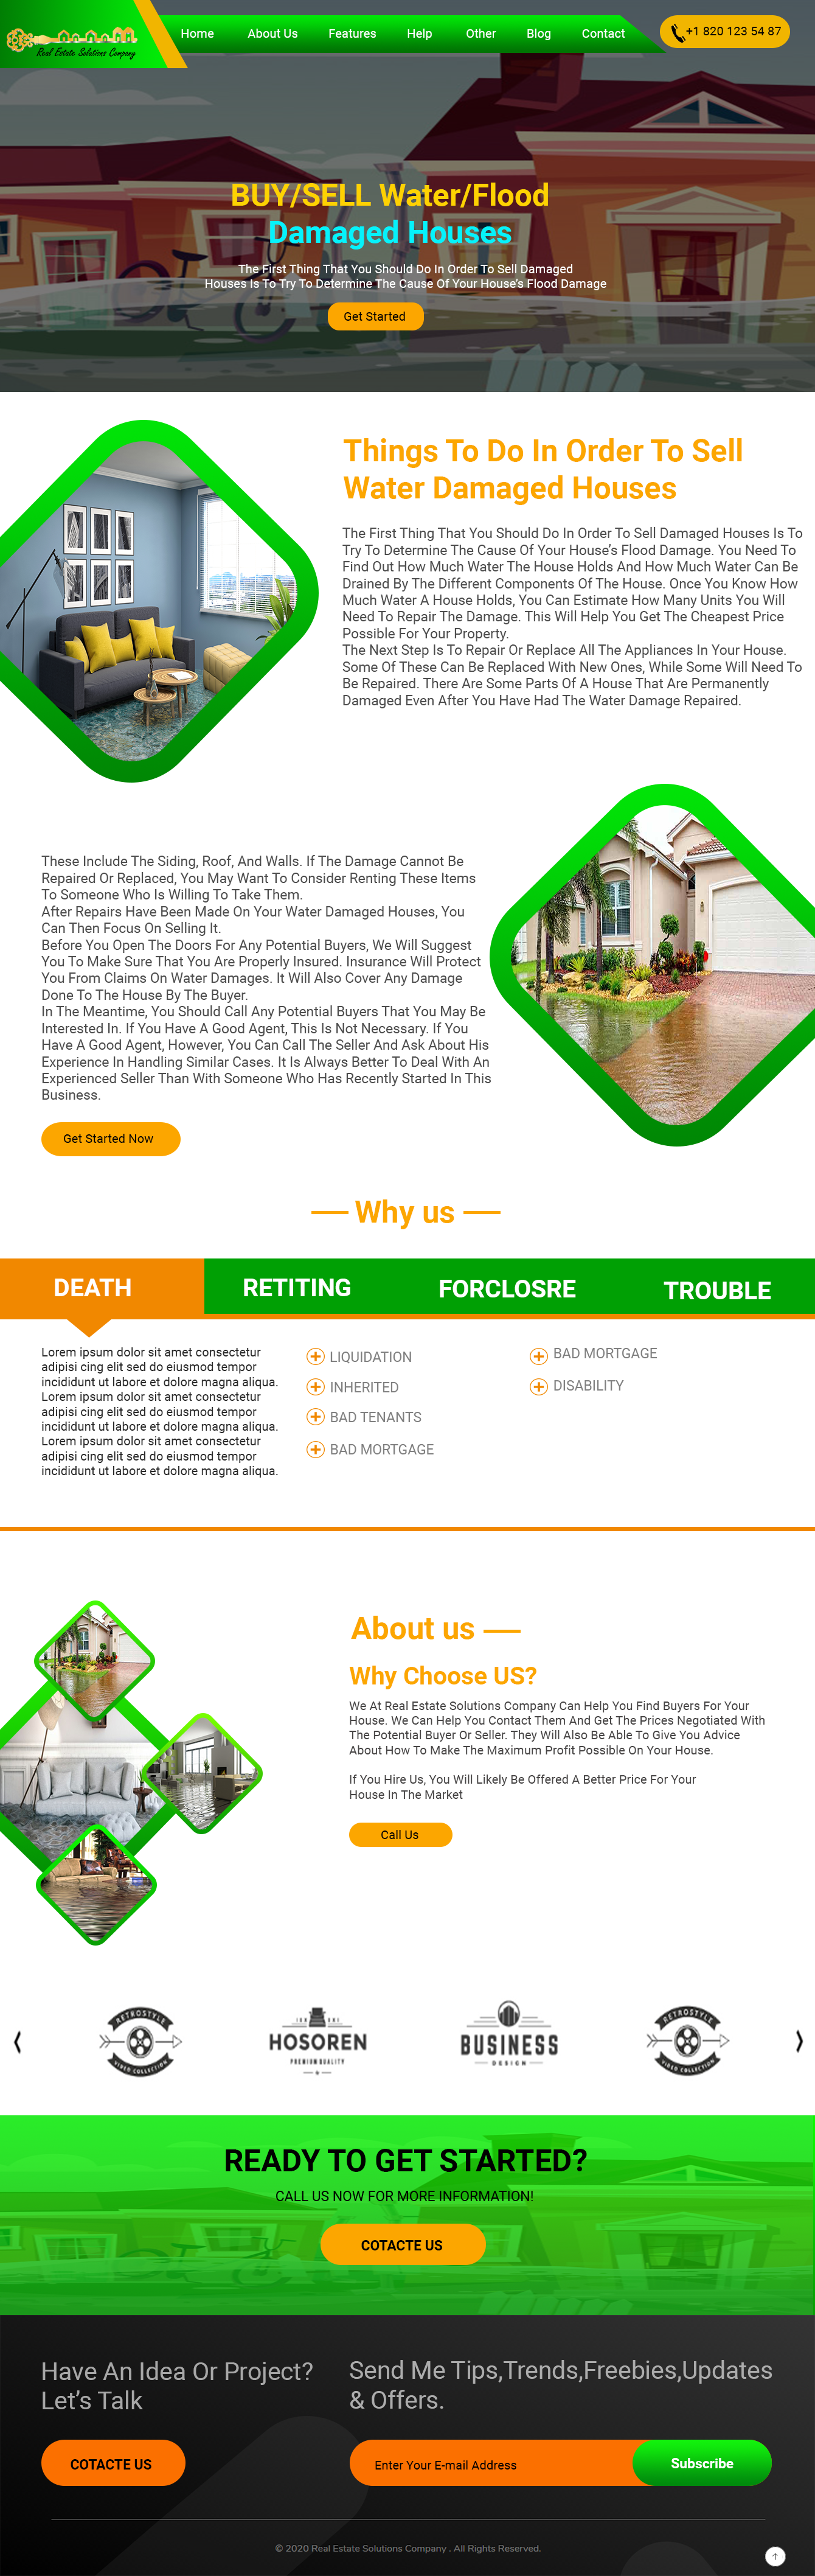 Real Estate Solutions Company
Home About Us Features Help Other Blog Contact
+1 820 123 54 87
BUY/SELL Water/Flood
Damaged Houses
The First Thing That You Should Do In Order To Sell Damaged
Houses Is To Try To Determine The Cause Of Your House's Flood Damage
Get Started
Things To Do In Order To Sell
Water Damaged Houses
The First Thing That You Should Do In Order To Sell Damaged Houses Is To
Try To Determine The Cause Of Your House's Flood Damage. You Need To
Find Out How Much Water The House Holds And How Much Water Can Be
Drained By The Different Components Of The House. Once You Know How
Much Water A House Holds, You Can Estimate How Many Units You Will
Need To Repair The Damage. This Will Help You Get The Cheapest Price
Possible For Your Property.
The Next Step Is To Repair Or Replace All The Appliances In Your House.
Some Of These Can Be Replaced With New Ones, While Some Will Need To
Be Repaired. There Are Some Parts Of A House That Are Permanently
Damaged Even After You Have Had The Water Damage Repaired.
These Include The Siding, Roof, And Walls. If The Damage Cannot Be
Repaired Or Replaced, You May Want To Consider Renting These Items
To Someone Who Is Willing To Take Them.
After Repairs Have Been Made On Your Water Damaged Houses, You
Can Then Focus On Selling It.
Before You Open The Doors For Any Potential Buyers, We Will Suggest
You To Make Sure That You Are Properly Insured. Insurance Will Protect
You From Claims On Water Damages. It Will Also Cover Any Damage
Done To The House By The Buyer.
In The Meantime, You Should Call Any Potential Buyers That You May Be
Interested In. If You Have A Good Agent, This Is Not Necessary. If You
Have A Good Agent, However, You Can Call The Seller And Ask About His
Experience In Handling Similar Cases. It Is Always Better To Deal With An
Experienced Seller Than With Someone Who Has Recently Started In This
Business.
Get Started Now
Why us
DEATH RETITING FORCLOSRE TROUBLE
Lorem ipsum dolor sit amet consectetur
adipisi cing elit sed do eiusmod tempor
incididunt ut labore et dolore magna aliqua.
Lorem ipsum dolor sit amet consectetur
adipisi cing elit sed do eiusmod tempor
incididunt ut labore et dolore magna aliqua.
Lorem ipsum dolor sit amet consectetur
adipisi cing elit sed do eiusmod tempor
incididunt ut labore et dolore magna aliqua.
LIQUIDATION
INHERITED
BAD TENANTS
BAD MORTGAGE
BAD MORTGAGE
DISABILITY
About us
Why Choose US?
We At Real Estate Solutions Company Can Help You Find Buyers For Your
House. We Can Help You Contact Them And Get The Prices Negotiated With
The Potential Buyer Or Seller. They Will Also Be Able To Give You Advice
About How To Make The Maximum Profit Possible On Your House.
If You Hire Us, You Will Likely Be Offered A Better Price For Your
House In The Market
Call Us
RETROSTYLE
VIDEO COLLECTION
HOSOREN
PREMIUM QUALITY
BUSINESS
DESIGN
RETROSTYLE
VIDEO COLLECTION
READY TO GET STARTED?
CALL US NOW FOR MORE INFORMATION!
COTACTE US
Have An Idea Or Project?
Let's Talk
COTACTE US
Send Me Tips,Trends,Freebies,Updates
& Offers.
Enter Your E-mail Address
Subscribe
© 2020 Real Estate Solutions Company . All Rights Reserved.